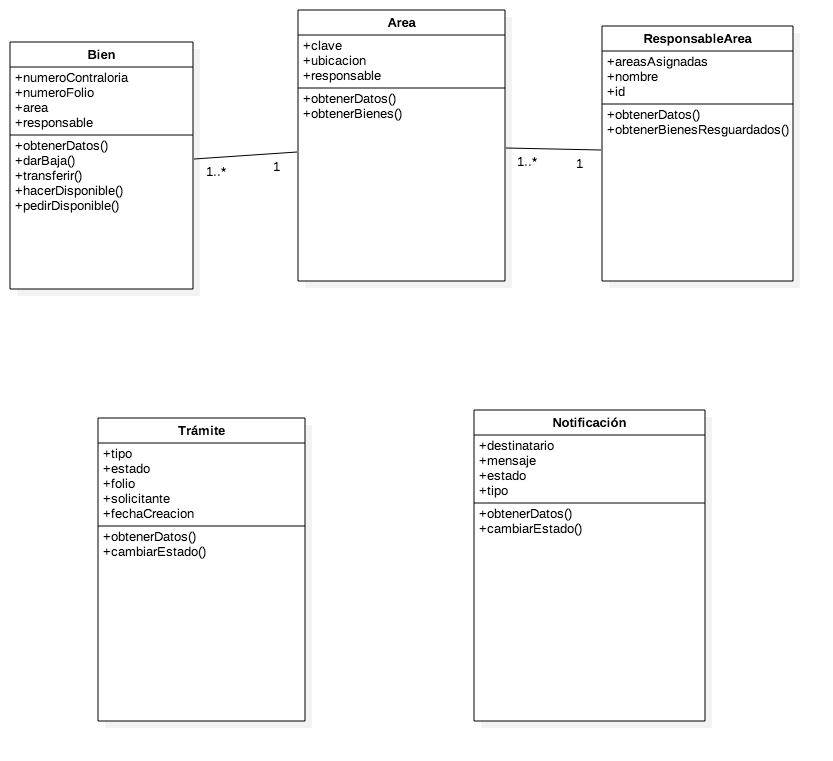 Bien
+numeroContraloria
+numeroFolio
+area
+responsable
+obtenerDatos()
+darBaja()
+transferir()
+hacerDisponible()
+pedirDisponible()
1..*
1
Area
+clave
+ubicacion
+responsable
+obtenerDatos()
+obtenerBienes()
1..*
1
ResponsableArea
+areasAsignadas
+nombre
+id
+obtenerDatos()
+obtenerBienesResguardados()
Trámite
+tipo
+estado
+folio
+solicitante
+fechaCreacion
+obtenerDatos()
+cambiarEstado()
Notificación
+destinatario
+mensaje
+estado
+tipo
+obtenerDatos()
+cambiarEstado()